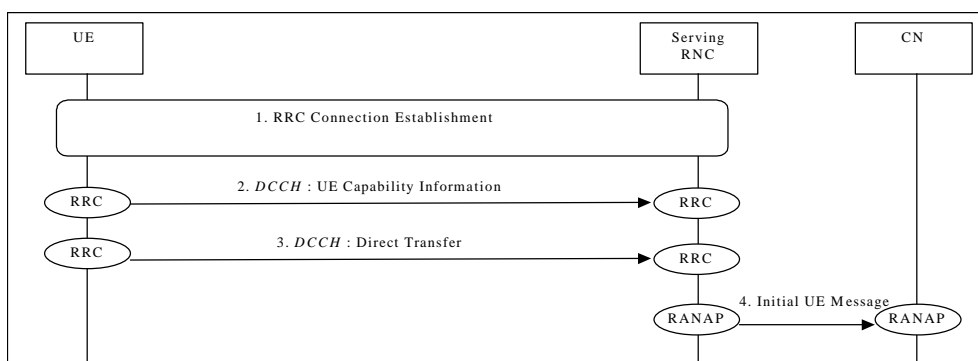 UE
Serving
RNC
CN
1. RRC Connection Establishment
2. DCCH : UE Capability Information
RRC
RRC
3. DCCH : Direct Transfer
RRC
RRC
4. Initial UE Message
RANAP
RANAP